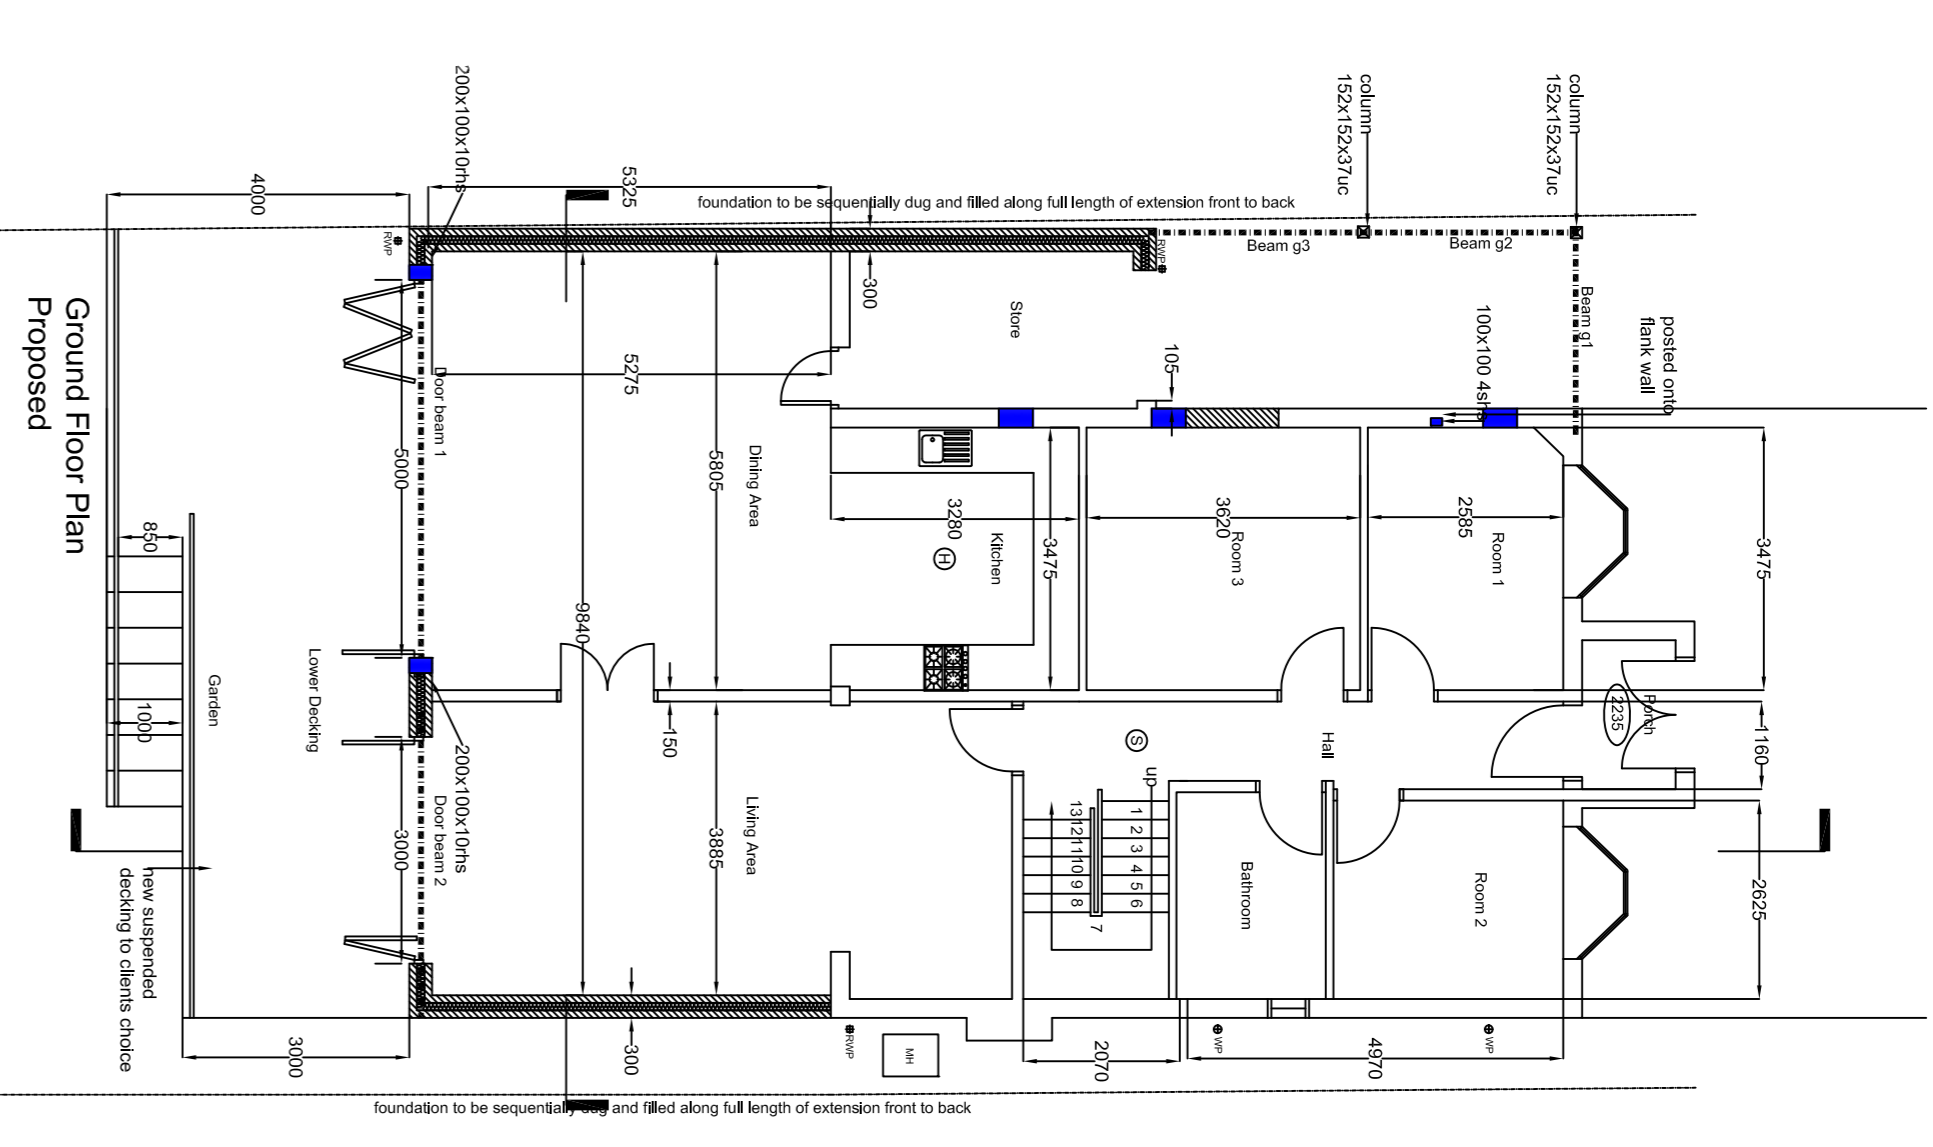 Ground Floor Plan
Proposed
200x100x10rhs
4000
5325
foundation to be sequentially dug and filled along full length of extension front to back
column
152x152x37uc
column
152x152x37uc
RWP
RWP
Beam g3
Beam g2
Beam g1
posted onto
flank wall
300
Store
105
Door beam 1
5275
5000
5805
Dining Area
9840
3280
H
Kitchen
3475
3620
Room 3
2585
Room 1
3475
850
1000
Garden
Lower Decking
150
S
Hall
up
Porch
2235
1160
200x100x10rhs
Door beam 2
3000
3885
Living Area
1
2
3
4
5
6
7
8
9
10
11
12
13
Bathroom
Room 2
2625
new suspended
decking to clients choice
3000
300
RWP
MH
2070
WP
4970
WP
foundation to be sequentially dug and filled along full length of extension front to back